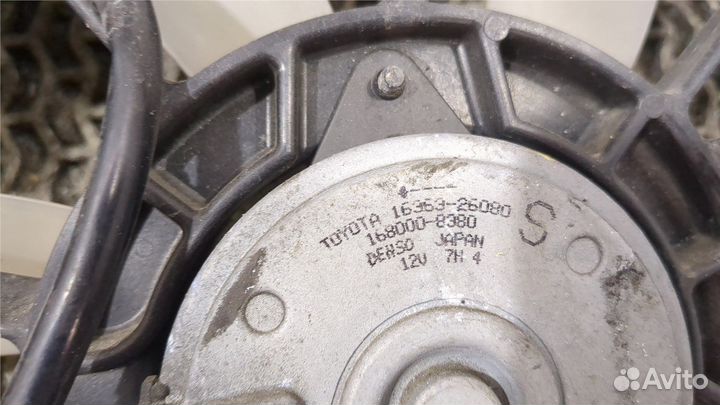 TOYOTA 16363-26080
168000-8380
DENSO JAPAN
12V 7H 4
S
Avito